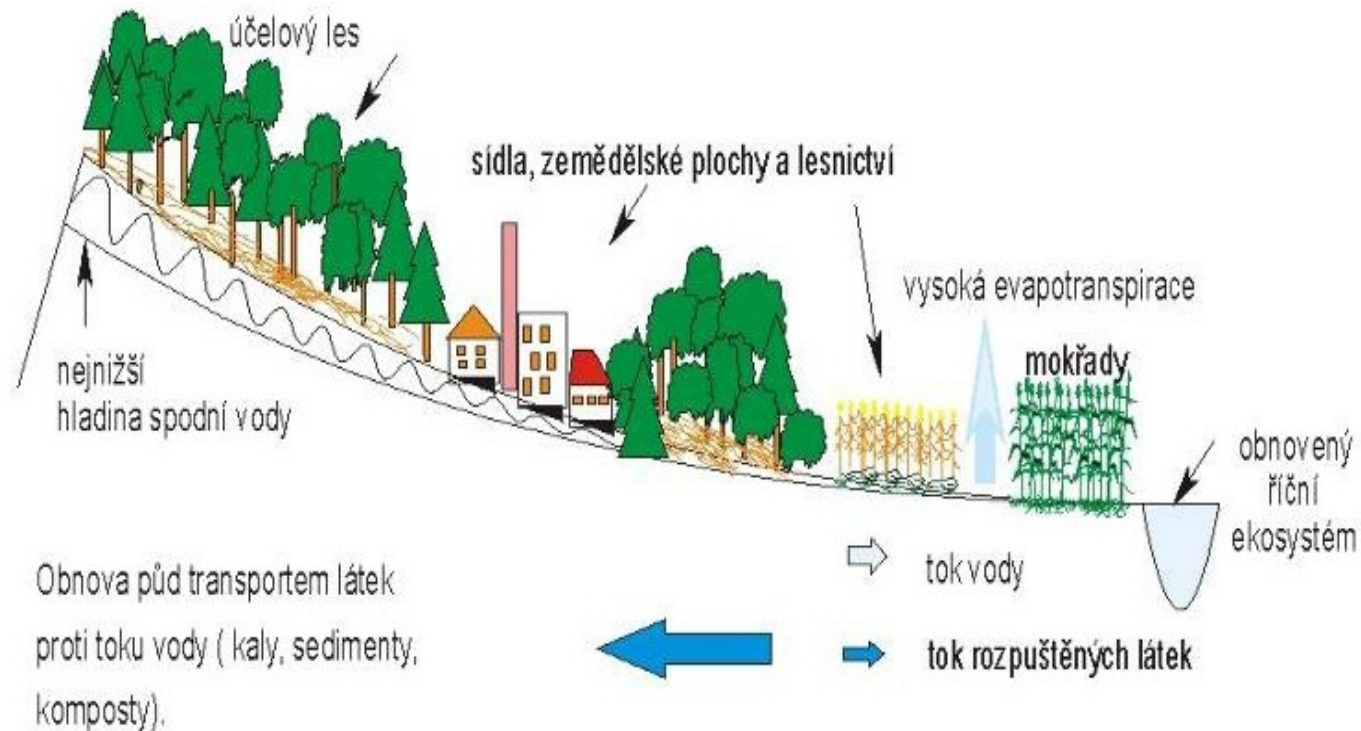 účelový les
sídla, zemědělské plochy a lesnictví
vysoká evapotranspirace
mokřady
nejnižší
hladina spodní vody
obnovený
říční
ekosystém
tok vody
Obnova půd transportem látek
proti toku vody ( kaly, sedimenty,
komposty).
tok rozpuštěných látek